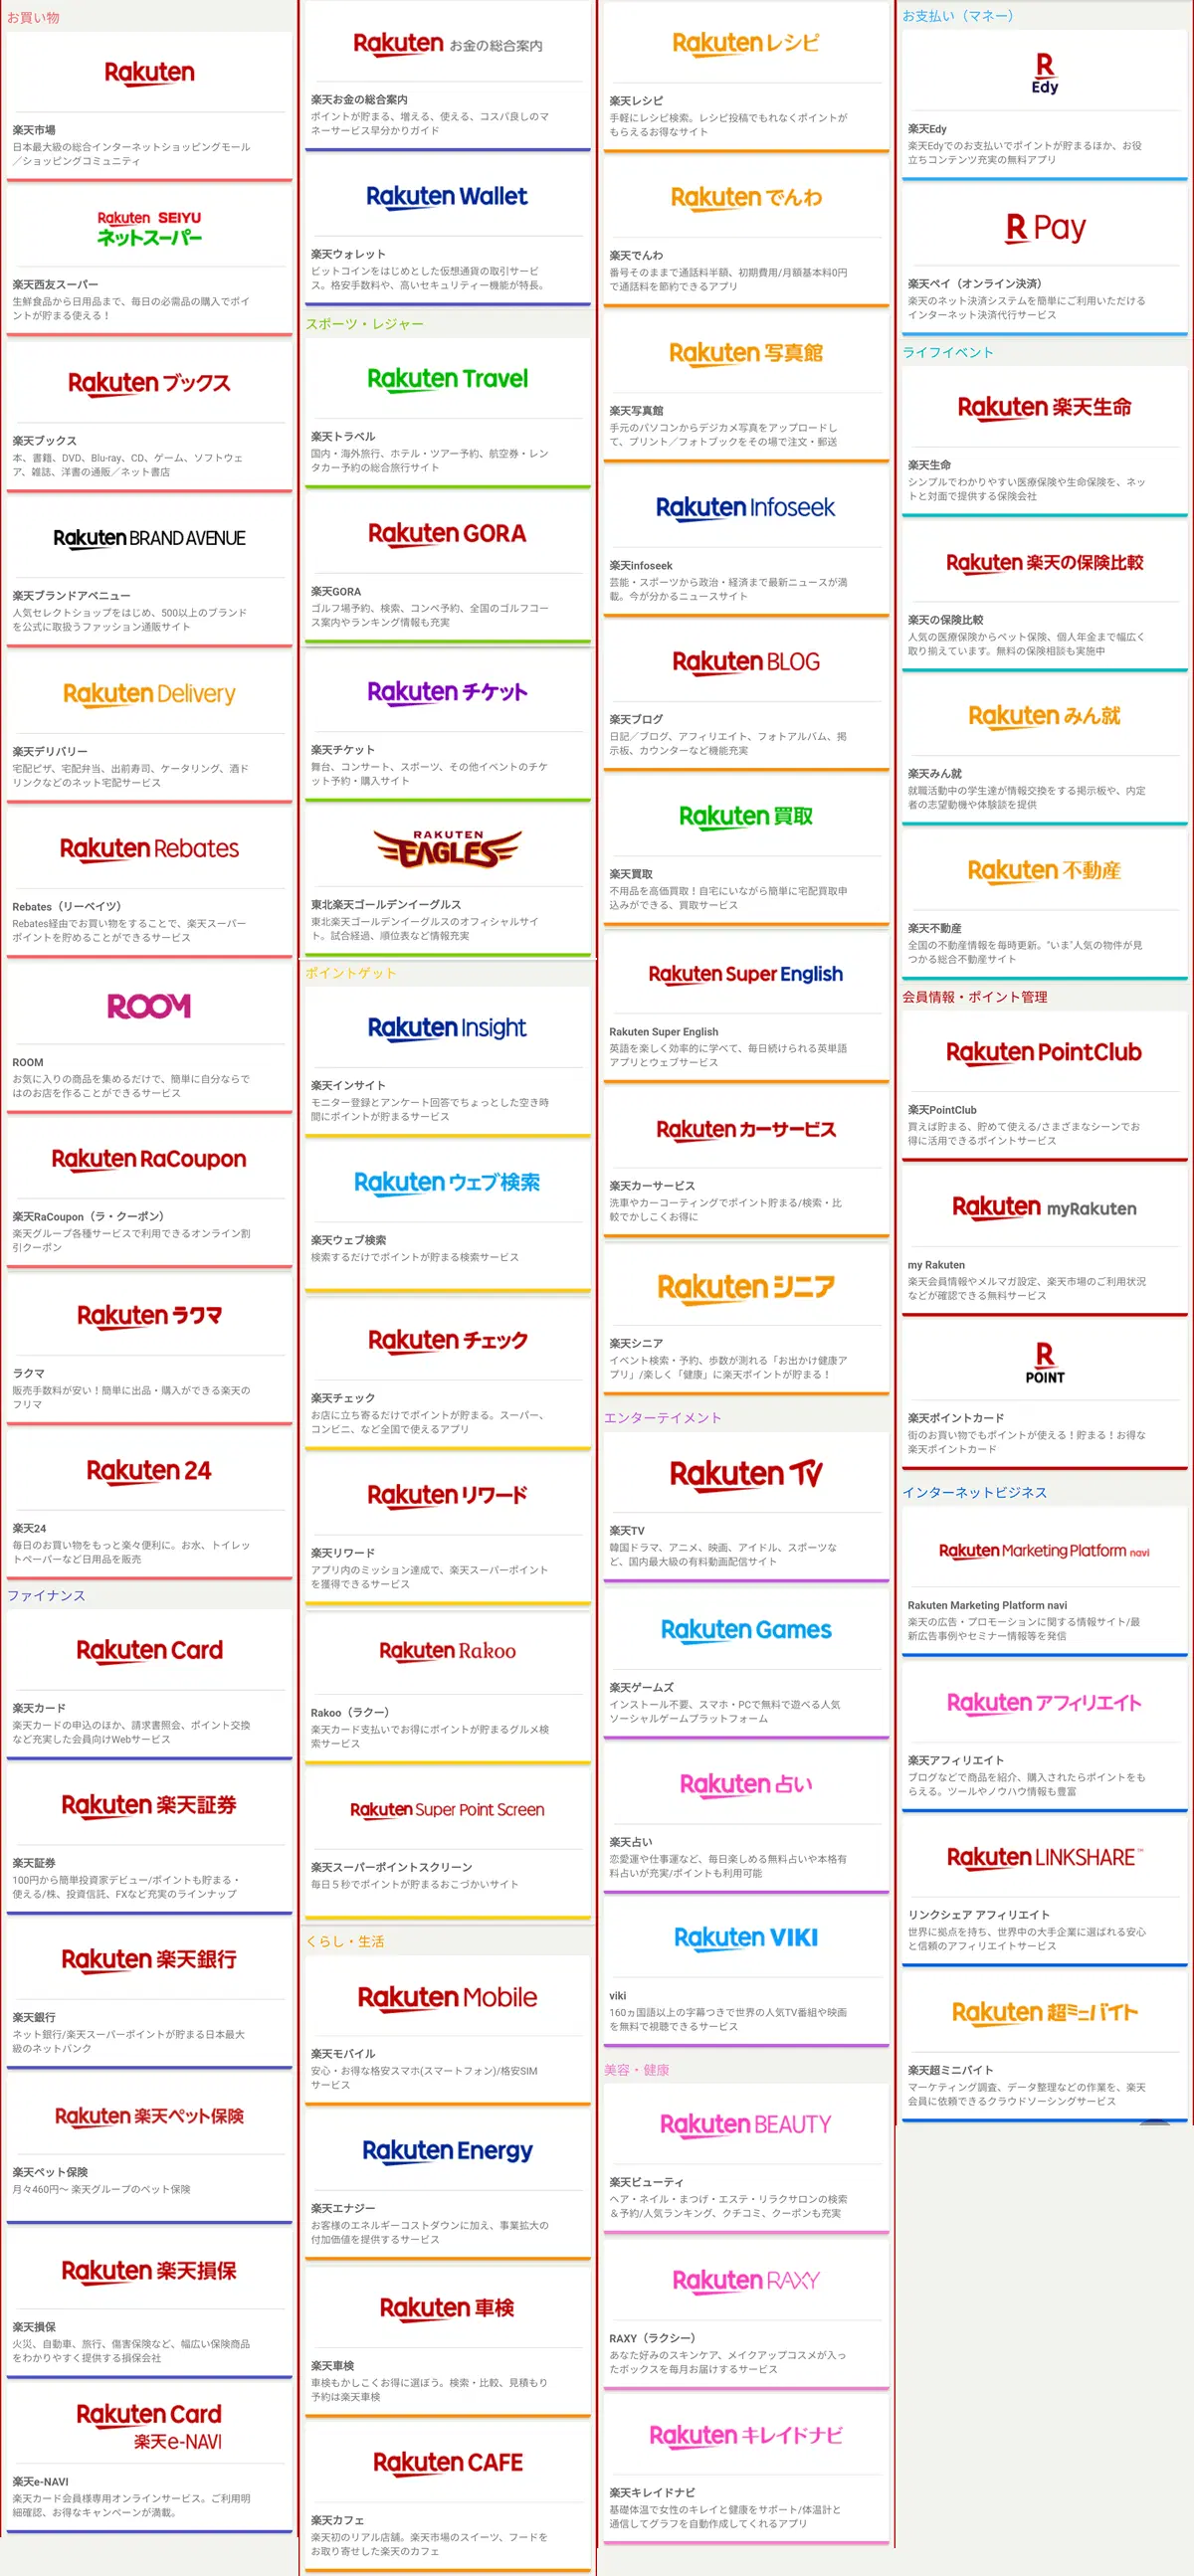 お買い物
Rakuten
楽天市場
日本最大級の総合インターネットショッピングモール
／ショッピングコミュニティ
Rakuten SEIYU
ネットスーパー
楽天西友スーパー
生鮮食品から日用品まで、毎日の必需品の購入でポイ
ントが貯まる使える！
Rakuten ブックス
楽天ブックス
本、書籍、DVD、Blu-ray、CD、ゲーム、ソフトウェ
ア、雑誌、洋書の通販／ネット書店
Rakuten BRAND AVENUE
楽天ブランドアベニュー
人気セレクトショップをはじめ、500以上のブランド
を公式に取扱うファッション通販サイト
Rakuten Delivery
楽天デリバリー
宅配ピザ、宅配弁当、出前寿司、ケータリング、酒ド
リンクなどのネット宅配サービス
Rakuten Rebates
Rebates（リーベイツ）
Rebates経由でお買い物をすることで、楽天スーパー
ポイントを貯めることができるサービス
ROOM
ROOM
お気に入りの商品を集めるだけで、簡単に自分ならで
はのお店を作ることができるサービス
Rakuten RaCoupon
楽天RaCoupon（ラ・クーポン）
楽天グループ各種サービスで利用できるオンライン割
引クーポン
Rakuten ラクマ
ラクマ
販売手数料が安い！簡単に出品・購入ができる楽天の
フリマ
Rakuten 24
楽天24
毎日のお買い物をもっと楽々便利に。お水、トイレッ
トペーパーなど日用品を販売
ファイナンス
Rakuten Card
楽天カード
楽天カードの申込のほか、請求書照会、ポイント交換
など充実した会員向けWebサービス
Rakuten 楽天証券
楽天証券
100円から簡単投資家デビュー/ポイントも貯まる・
使える/株、投資信託、FXなど充実のラインナップ
Rakuten 楽天銀行
楽天銀行
ネット銀行/楽天スーパーポイントが貯まる日本最大
級のネットバンク
Rakuten 楽天ペット保険
楽天ペット保険
月々460円〜 楽天グループのペット保険
Rakuten 楽天損保
楽天損保
火災、自動車、旅行、傷害保険など、幅広い保険商品
をわかりやすく提供する損保会社
Rakuten Card
楽天e-NAVI
楽天e-NAVI
楽天カード会員様専用オンラインサービス。ご利用明
細確認、お得なキャンペーンが満載。
Rakuten お金の総合案内
楽天お金の総合案内
ポイントが貯まる、増える、使える、コスパ良しのマ
ネーサービス早分かりガイド
Rakuten Wallet
楽天ウォレット
ビットコインをはじめとした仮想通貨の取引サービ
ス。格安手数料や、高いセキュリティー機能が特長。
スポーツ・レジャー
Rakuten Travel
楽天トラベル
国内・海外旅行、ホテル・ツアー予約、航空券・レン
タカー予約の総合旅行サイト
Rakuten GORA
楽天GORA
ゴルフ場予約、検索、コンペ予約、全国のゴルフコー
ス案内やランキング情報も充実
Rakuten チケット
楽天チケット
舞台、コンサート、スポーツ、その他イベントのチケ
ット予約・購入サイト
RAKUTEN
EAGLES
東北楽天ゴールデンイーグルス
東北楽天ゴールデンイーグルスのオフィシャルサイ
ト。試合経過、順位表など情報充実
ポイントゲット
Rakuten Insight
楽天インサイト
モニター登録とアンケート回答でちょっとした空き時
間にポイントが貯まるサービス
Rakuten ウェブ検索
楽天ウェブ検索
検索するだけでポイントが貯まる検索サービス
Rakuten チェック
楽天チェック
お店に立ち寄るだけでポイントが貯まる。スーパー、
コンビニ、など全国で使えるアプリ
Rakuten リワード
楽天リワード
アプリ内のミッション達成で、楽天スーパーポイント
を獲得できるサービス
Rakuten Rakoo
Rakoo（ラクー）
楽天カード支払いでお得にポイントが貯まるグルメ検
索サービス
Rakuten Super Point Screen
楽天スーパーポイントスクリーン
毎日５秒でポイントが貯まるおこづかいサイト
くらし・生活
Rakuten Mobile
楽天モバイル
安心・お得な格安スマホ(スマートフォン)/格安SIM
サービス
Rakuten Energy
楽天エナジー
お客様のエネルギーコストダウンに加え、事業拡大の
付加価値を提供するサービス
Rakuten 車検
楽天車検
車検もかしこくお得に選ぼう。検索・比較、見積もり
予約は楽天車検
Rakuten CAFE
楽天カフェ
楽天初のリアル店舗。楽天市場のスイーツ、フードを
お取り寄せした楽天のカフェ
Rakuten レシピ
楽天レシピ
手軽にレシピ検索。レシピ投稿でもれなくポイントが
もらえるお得なサイト
Rakuten でんわ
楽天でんわ
番号そのままで通話料半額、初期費用/月額基本料0円
で通話料を節約できるアプリ
Rakuten 写真館
楽天写真館
手元のパソコンからデジカメ写真をアップロードし
て、プリント／フォトブックをその場で注文・郵送
Rakuten Infoseek
楽天infoseek
芸能・スポーツから政治・経済まで最新ニュースが満
載。今が分かるニュースサイト
Rakuten BLOG
楽天ブログ
日記／ブログ、アフィリエイト、フォトアルバム、掲
示板、カウンターなど機能充実
Rakuten 買取
楽天買取
不用品を高価買取！自宅にいながら簡単に宅配買取申
込みができる、買取サービス
Rakuten Super English
Rakuten Super English
英語を楽しく効率的に学べて、毎日続けられる英単語
アプリとウェブサービス
Rakuten カーサービス
楽天カーサービス
洗車やカーコーティングでポイント貯まる/検索・比
較でかしこくお得に
Rakuten シニア
楽天シニア
イベント検索・予約、歩数が測れる「お出かけ健康ア
プリ」/楽しく「健康」に楽天ポイントが貯まる！
エンターテイメント
Rakuten TV
楽天TV
韓国ドラマ、アニメ、映画、アイドル、スポーツな
ど、国内最大級の有料動画配信サイト
Rakuten Games
楽天ゲームズ
インストール不要、スマホ・PCで無料で遊べる人気
ソーシャルゲームプラットフォーム
Rakuten 占い
楽天占い
恋愛運や仕事運など、毎日楽しめる無料占いや本格有
料占いが充実/ポイントも利用可能
Rakuten VIKI
viki
160ヵ国語以上の字幕つきで世界の人気TV番組や映画
を無料で視聴できるサービス
美容・健康
Rakuten BEAUTY
楽天ビューティ
ヘア・ネイル・まつげ・エステ・リラクサロンの検索
＆予約/人気ランキング、クチコミ、クーポンも充実
Rakuten RAXY
RAXY（ラクシー）
あなた好みのスキンケア、メイクアップコスメが入っ
たボックスを毎月お届けするサービス
Rakuten キレイドナビ
楽天キレイドナビ
基礎体温で女性のキレイと健康をサポート/体温計と
通信してグラフを自動作成してくれるアプリ
お支払い（マネー）
R
Edy
楽天Edy
楽天Edyでのお支払いでポイントが貯まるほか、お役
立ちコンテンツ充実の無料アプリ
R Pay
楽天ペイ（オンライン決済）
楽天のネット決済システムを簡単にご利用いただける
インターネット決済代行サービス
ライフイベント
Rakuten 楽天生命
楽天生命
シンプルでわかりやすい医療保険や生命保険を、ネッ
トと対面で提供する保険会社
Rakuten 楽天の保険比較
楽天の保険比較
人気の医療保険からペット保険、個人年金まで幅広く
取り揃えています。無料の保険相談も実施中
Rakuten みん就
楽天みん就
就職活動中の学生達が情報交換をする掲示板や、内定
者の志望動機や体験談を提供
Rakuten 不動産
楽天不動産
全国の不動産情報を毎時更新。"いま"人気の物件が見
つかる総合不動産サイト
会員情報・ポイント管理
Rakuten PointClub
楽天PointClub
買えば貯まる、貯めて使える/さまざまなシーンでお
得に活用できるポイントサービス
Rakuten myRakuten
my Rakuten
楽天会員情報やメルマガ設定、楽天市場のご利用状況
などが確認できる無料サービス
R
POINT
楽天ポイントカード
街のお買い物でもポイントが使える！貯まる！お得な
楽天ポイントカード
インターネットビジネス
Rakuten Marketing Platform navi
Rakuten Marketing Platform navi
楽天の広告・プロモーションに関する情報サイト/最
新広告事例やセミナー情報等を発信
Rakuten アフィリエイト
楽天アフィリエイト
ブログなどで商品を紹介、購入されたらポイントをも
らえる。ツールやノウハウ情報も豊富
Rakuten LINKSHARE™
リンクシェア アフィリエイト
世界に拠点を持ち、世界中の大手企業に選ばれる安心
と信頼のアフィリエイトサービス
Rakuten 超ミニバイト
楽天超ミニバイト
マーケティング調査、データ整理などの作業を、楽天
会員に依頼できるクラウドソーシングサービス